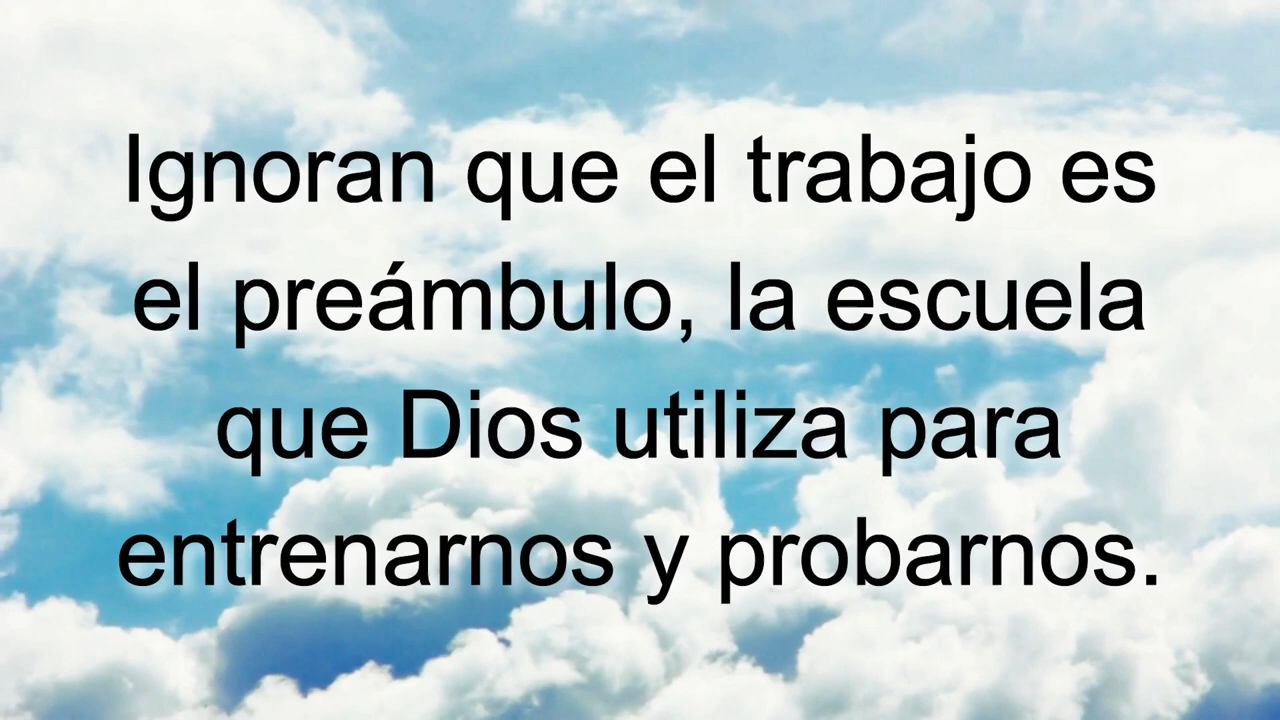 Ignoran que el trabajo es
el preámbulo, la escuela
que Dios utiliza para
entrenarnos y probarnos.